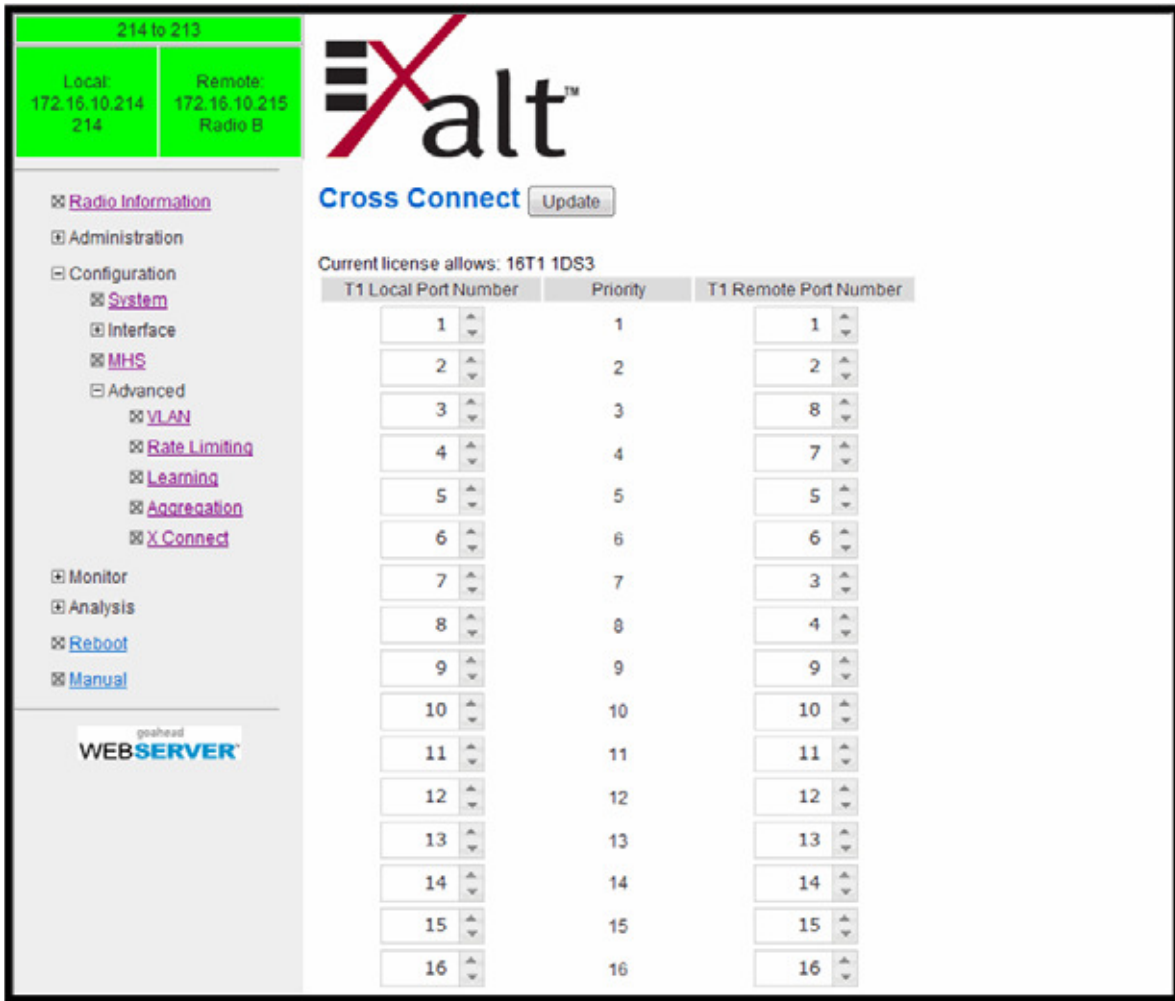 214 to 213
Local:
172.16.10.214
214
Remote:
172.16.10.215
Radio B
Radio Information
Administration
Configuration
System
Interface
MHS
Advanced
VLAN
Rate Limiting
Learning
Aggregation
X Connect
Monitor
Analysis
Reboot
Manual
goahead
WEBSERVER
EXalt™
Cross Connect Update
Current license allows: 16T1 1DS3
T1 Local Port Number Priority T1 Remote Port Number
1 1 1
2 2 2
3 3 8
4 4 7
5 5 5
6 6 6
7 7 3
8 8 4
9 9 9
10 10 10
11 11 11
12 12 12
13 13 13
14 14 14
15 15 15
16 16 16